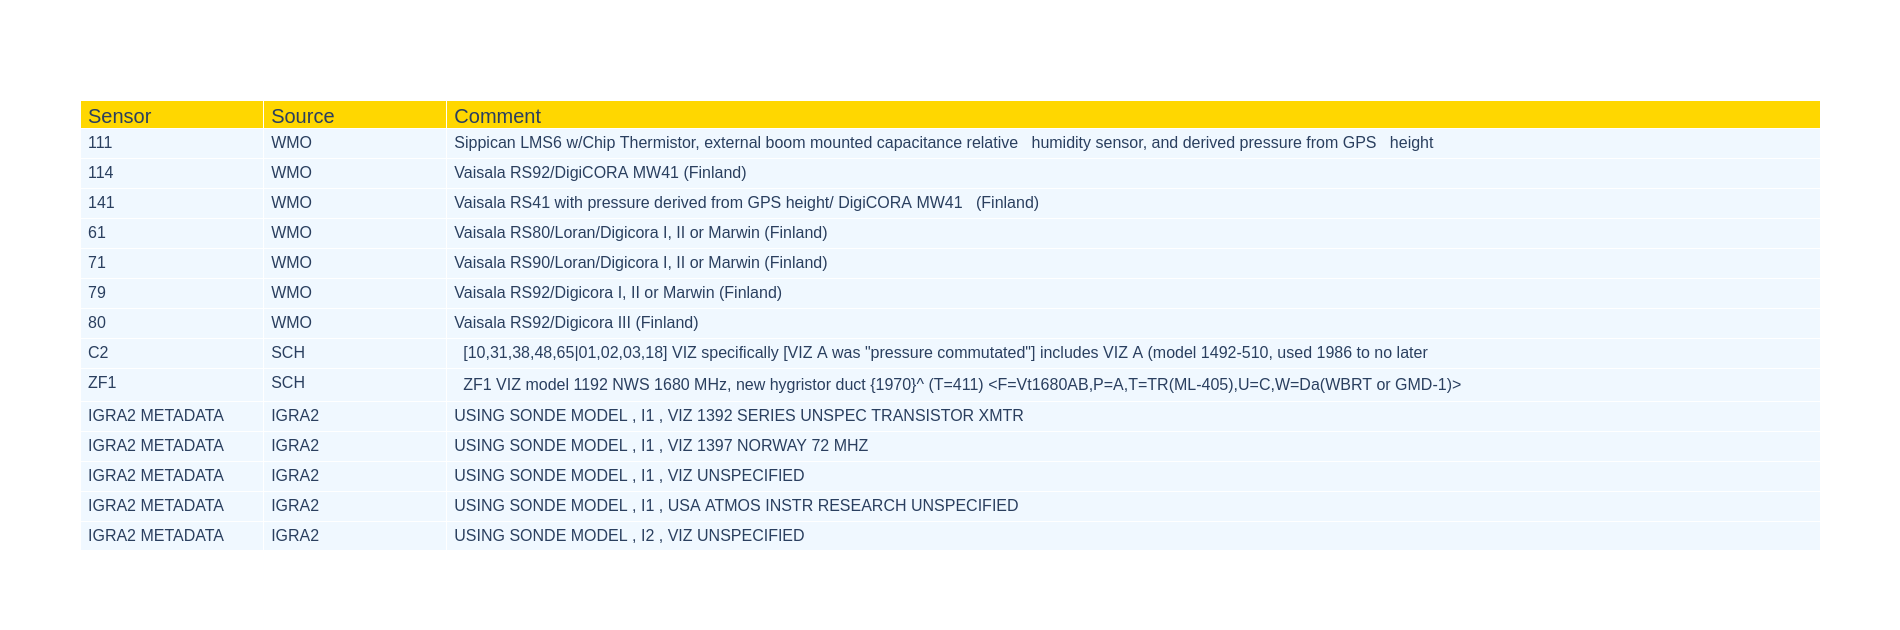 Sensor Source Comment
111 WMO Sippican LMS6 w/Chip Thermistor, external boom mounted capacitance relative   humidity sensor, and derived pressure from GPS   height
114 WMO Vaisala RS92/DigiCORA MW41 (Finland)
141 WMO Vaisala RS41 with pressure derived from GPS height/ DigiCORA MW41   (Finland)
61 WMO Vaisala RS80/Loran/Digicora I, II or Marwin (Finland)
71 WMO Vaisala RS90/Loran/Digicora I, II or Marwin (Finland)
79 WMO Vaisala RS92/Digicora I, II or Marwin (Finland)
80 WMO Vaisala RS92/Digicora III (Finland)
C2 SCH [10,31,38,48,65|01,02,03,18] VIZ specifically [VIZ A was "pressure commutated"] includes VIZ A (model 1492-510, used 1986 to no later
ZF1 SCH ZF1 VIZ model 1192 NWS 1680 MHz, new hygristor duct {1970}^ (T=411) <F=Vt1680AB,P=A,T=TR(ML-405),U=C,W=Da(WBRT or GMD-1)>
IGRA2 METADATA IGRA2 USING SONDE MODEL , I1 , VIZ 1392 SERIES UNSPEC TRANSISTOR XMTR
IGRA2 METADATA IGRA2 USING SONDE MODEL , I1 , VIZ 1397 NORWAY 72 MHZ
IGRA2 METADATA IGRA2 USING SONDE MODEL , I1 , VIZ UNSPECIFIED
IGRA2 METADATA IGRA2 USING SONDE MODEL , I1 , USA ATMOS INSTR RESEARCH UNSPECIFIED
IGRA2 METADATA IGRA2 USING SONDE MODEL , I2 , VIZ UNSPECIFIED